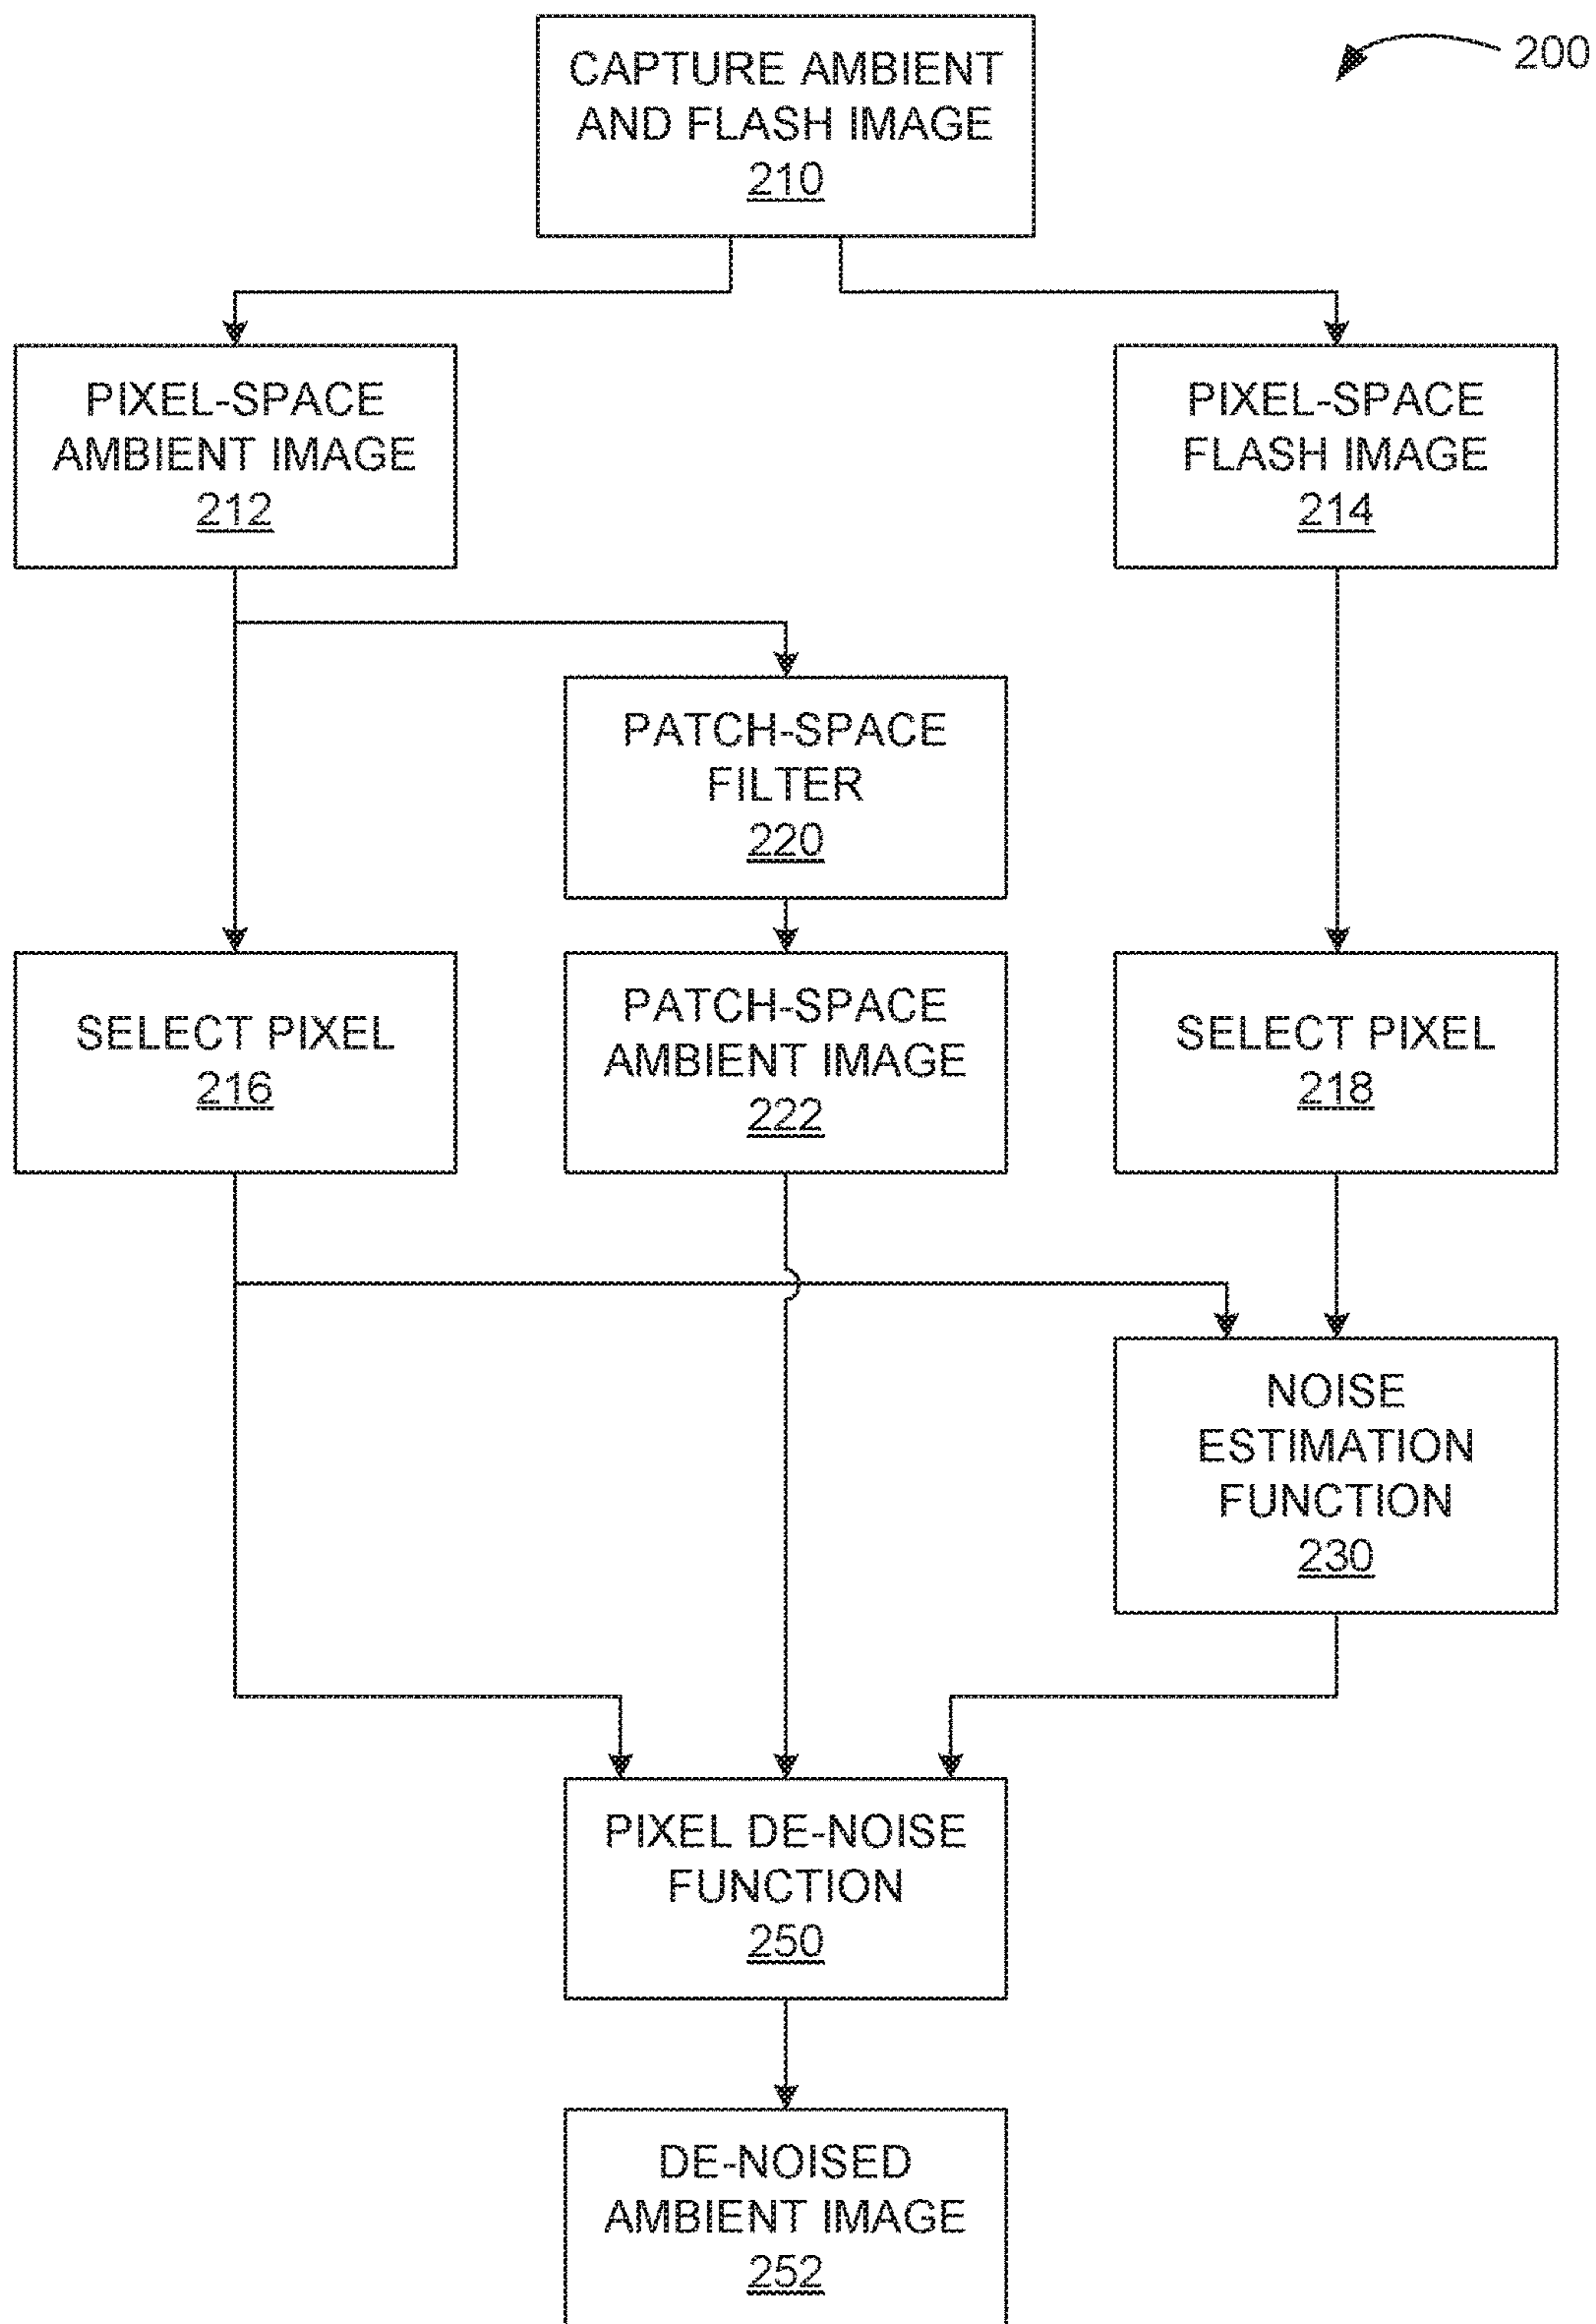 CAPTURE AMBIENT
AND FLASH IMAGE
210
200
PIXEL-SPACE
AMBIENT IMAGE
212
PIXEL-SPACE
FLASH IMAGE
214
PATCH-SPACE
FILTER
220
SELECT PIXEL
216
PATCH-SPACE
AMBIENT IMAGE
222
SELECT PIXEL
218
NOISE
ESTIMATION
FUNCTION
230
PIXEL DE-NOISE
FUNCTION
250
DE-NOISED
AMBIENT IMAGE
252